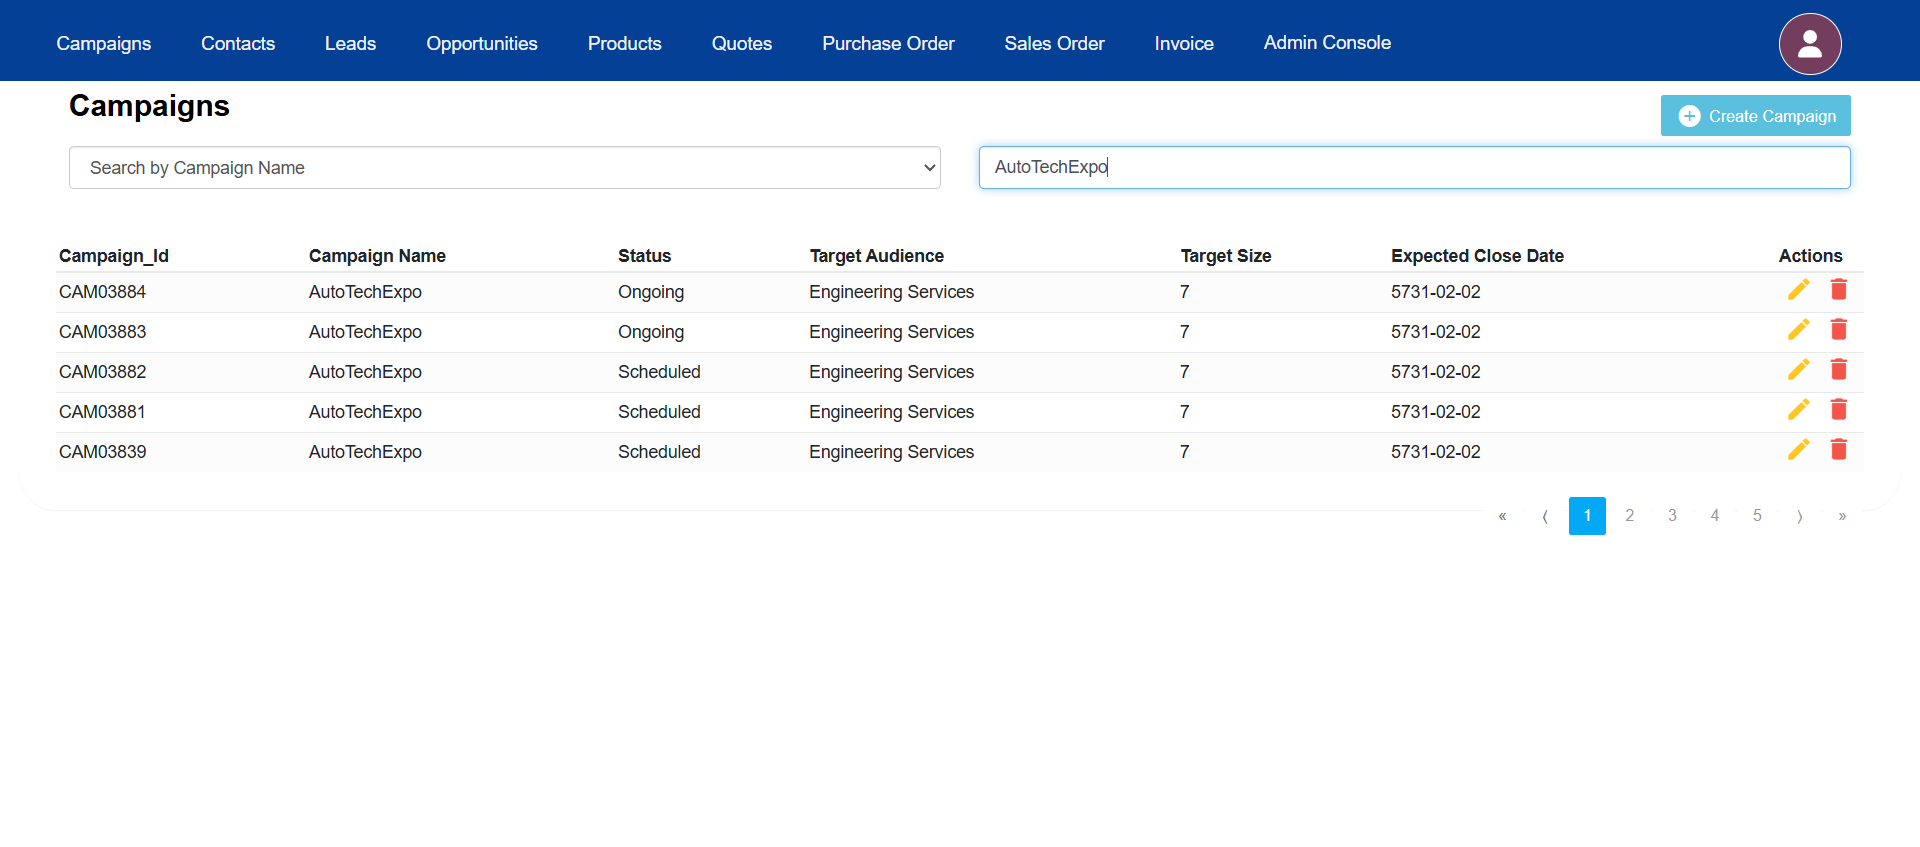 Campaigns Contacts Leads Opportunities Products Quotes Purchase Order Sales Order Invoice Admin Console
Campaigns
Create Campaign
Search by Campaign Name AutoTechExpo
Campaign_Id Campaign Name Status Target Audience Target Size Expected Close Date Actions
CAM03884 AutoTechExpo Ongoing Engineering Services 7 5731-02-02
CAM03883 AutoTechExpo Ongoing Engineering Services 7 5731-02-02
CAM03882 AutoTechExpo Scheduled Engineering Services 7 5731-02-02
CAM03881 AutoTechExpo Scheduled Engineering Services 7 5731-02-02
CAM03839 AutoTechExpo Scheduled Engineering Services 7 5731-02-02
« ⟨ 1 2 3 4 5 ⟩ »